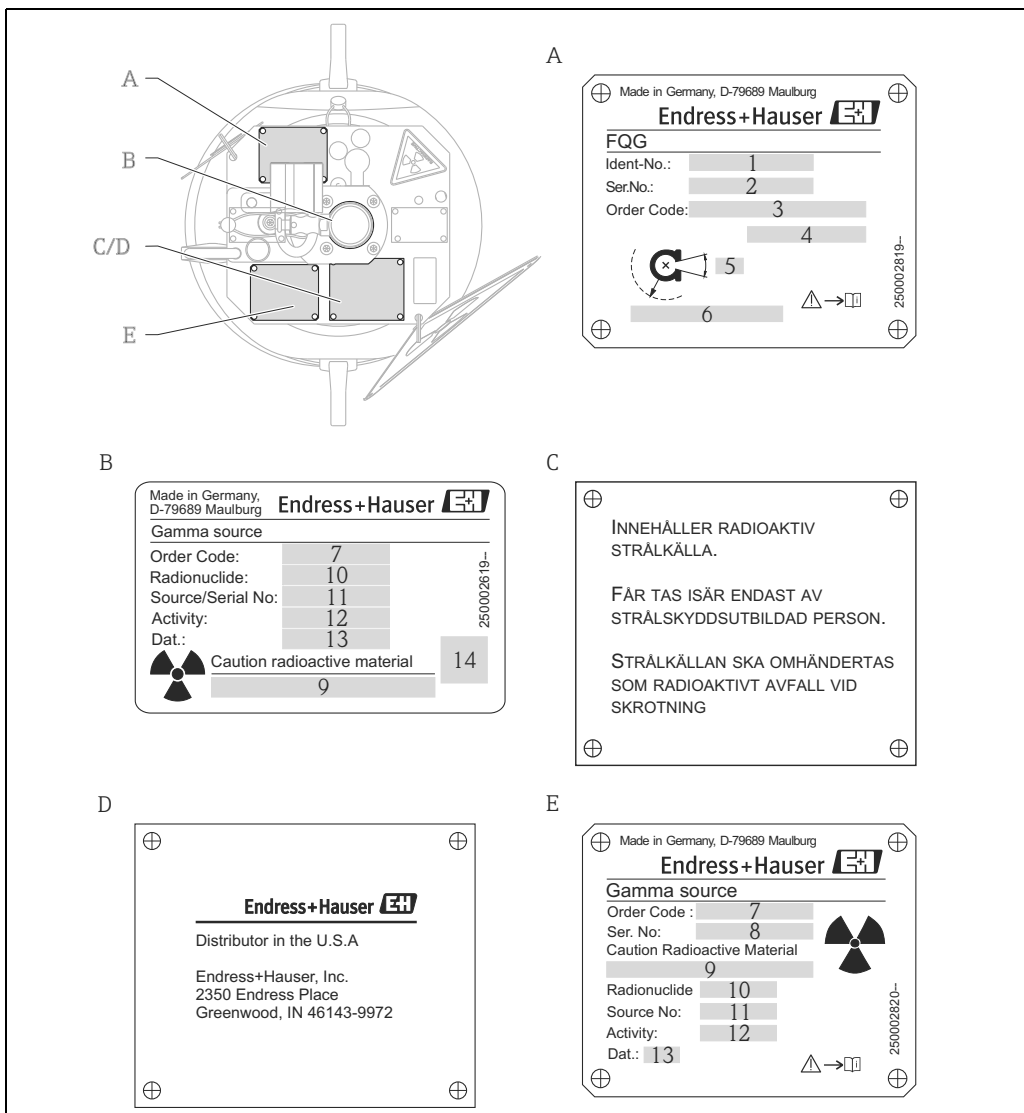 A
B
C/D
E
A
Made in Germany, D-79689 Maulburg
Endress+Hauser EH
FQG
Ident-No.: 1
Ser.No.: 2
Order Code: 3
4
5
6
250002819--
B
Made in Germany,
D-79689 Maulburg
Endress+Hauser EH
Gamma source
Order Code: 7
Radionuclide: 10
Source/Serial No: 11
Activity: 12
Dat.: 13
Caution radioactive material
9
14
250002619--
C
INNEHÅLLER RADIOAKTIV
STRÅLKÄLLA.
FÅR TAS ISÄR ENDAST AV
STRÅLSKYDDSUTBILDAD PERSON.
STRÅLKÄLLAN SKA OMHÄNDERTAS
SOM RADIOAKTIVT AVFALL VID
SKROTNING
D
Endress+Hauser EH
Distributor in the U.S.A
Endress+Hauser, Inc.
2350 Endress Place
Greenwood, IN 46143-9972
E
Made in Germany, D-79689 Maulburg
Endress+Hauser EH
Gamma source
Order Code : 7
Ser. No: 8
Caution Radioactive Material
9
Radionuclide 10
Source No: 11
Activity: 12
Dat.: 13
250002820--